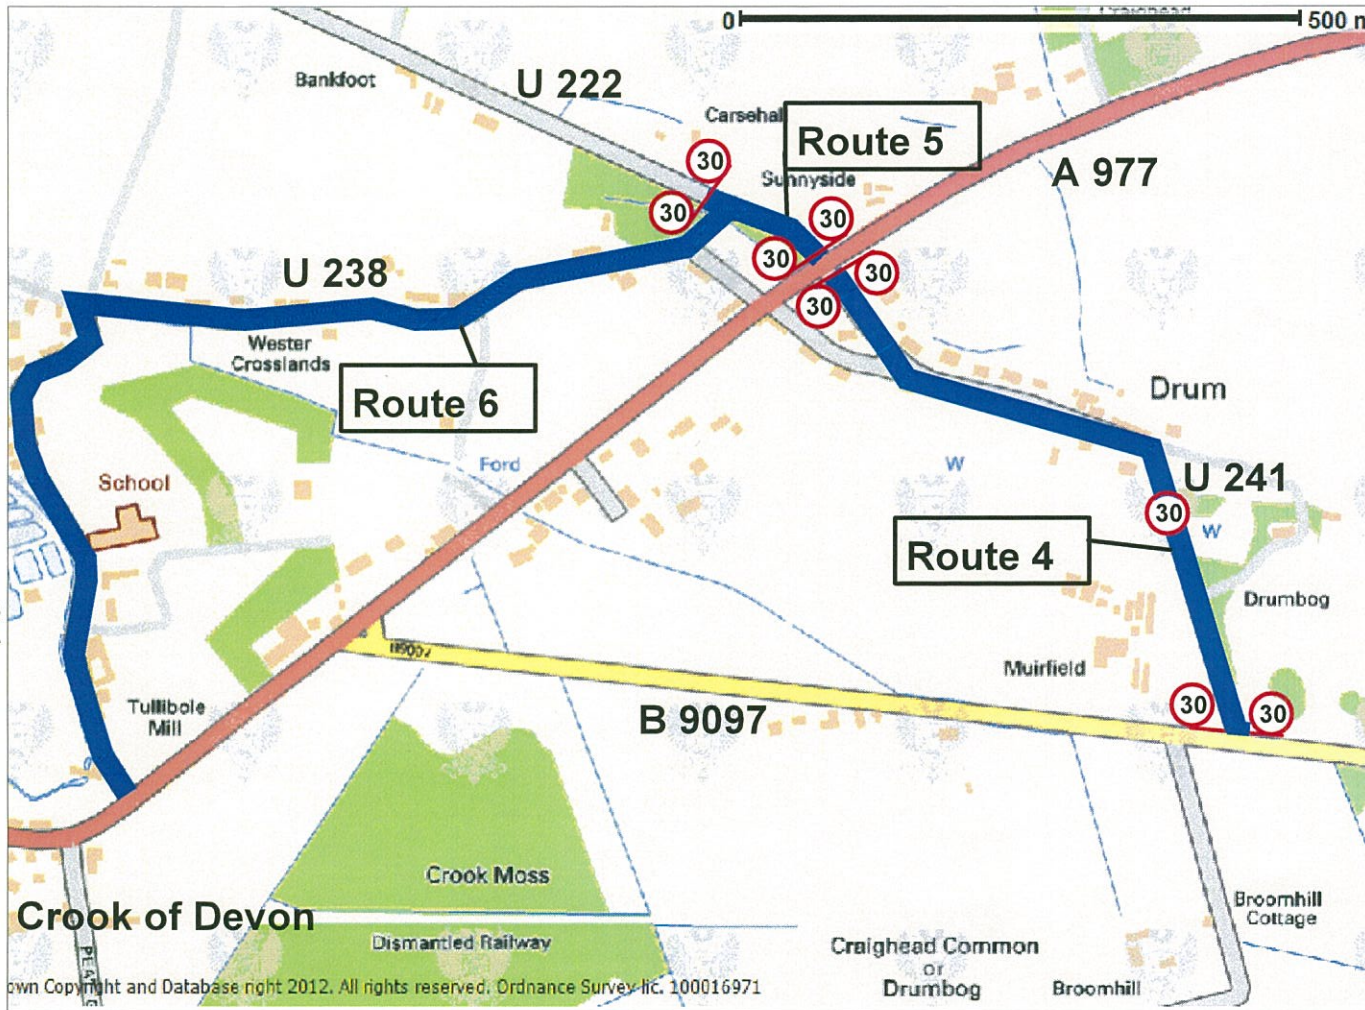 0
500 m
Craighead
Bankfoot
U 222
Carsehall
Route 5
30
Sunnyside
A 977
30
30
30
30
30
U 238
Wester
Crosslands
Route 6
Drum
Ford
W
School
U 241
30
W
Route 4
Drumbog
B9097
Muirfield
Tullibole
Mill
B 9097
30
30
Crook Moss
Crook of Devon
Broomhill
Cottage
Dismantled Railway
Craighead Common
or
Drumbog
Broomhill
own Copyright and Database right 2012. All rights reserved. Ordnance Survey lic. 100016971